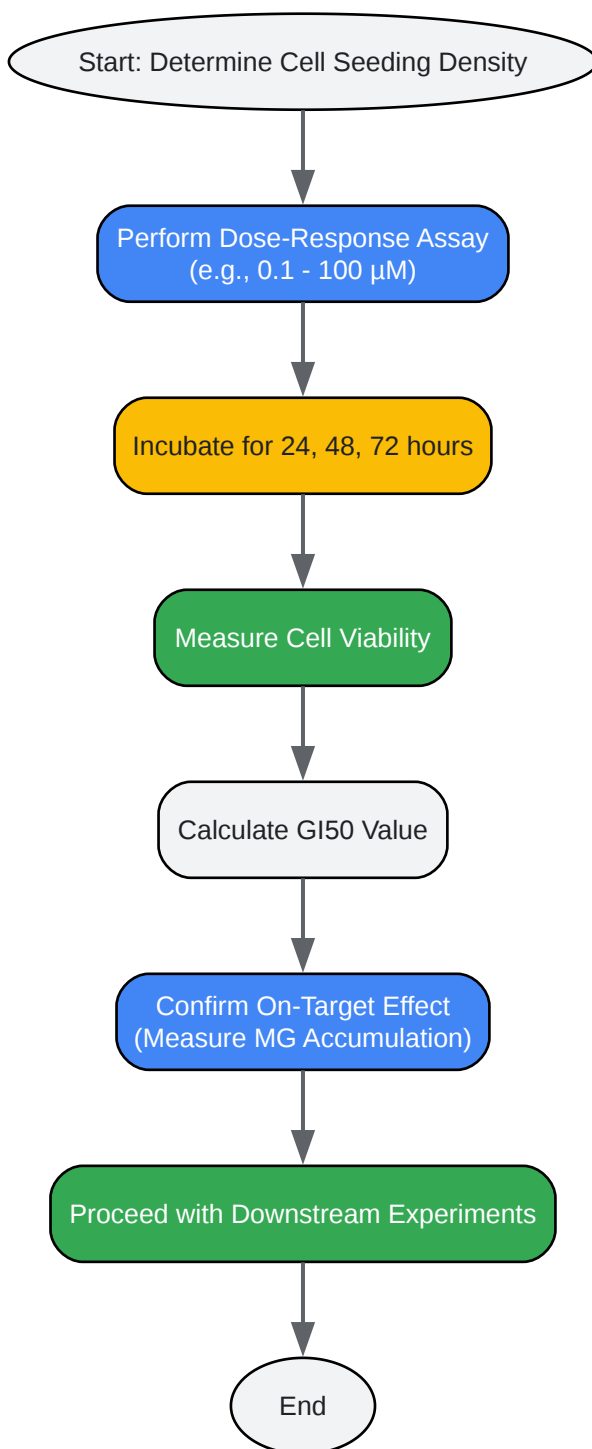 Start: Determine Cell Seeding Density
Perform Dose-Response Assay
(e.g., 0.1 - 100 µM)
Incubate for 24, 48, 72 hours
Measure Cell Viability
Calculate GI50 Value
Confirm On-Target Effect
(Measure MG Accumulation)
Proceed with Downstream Experiments
End